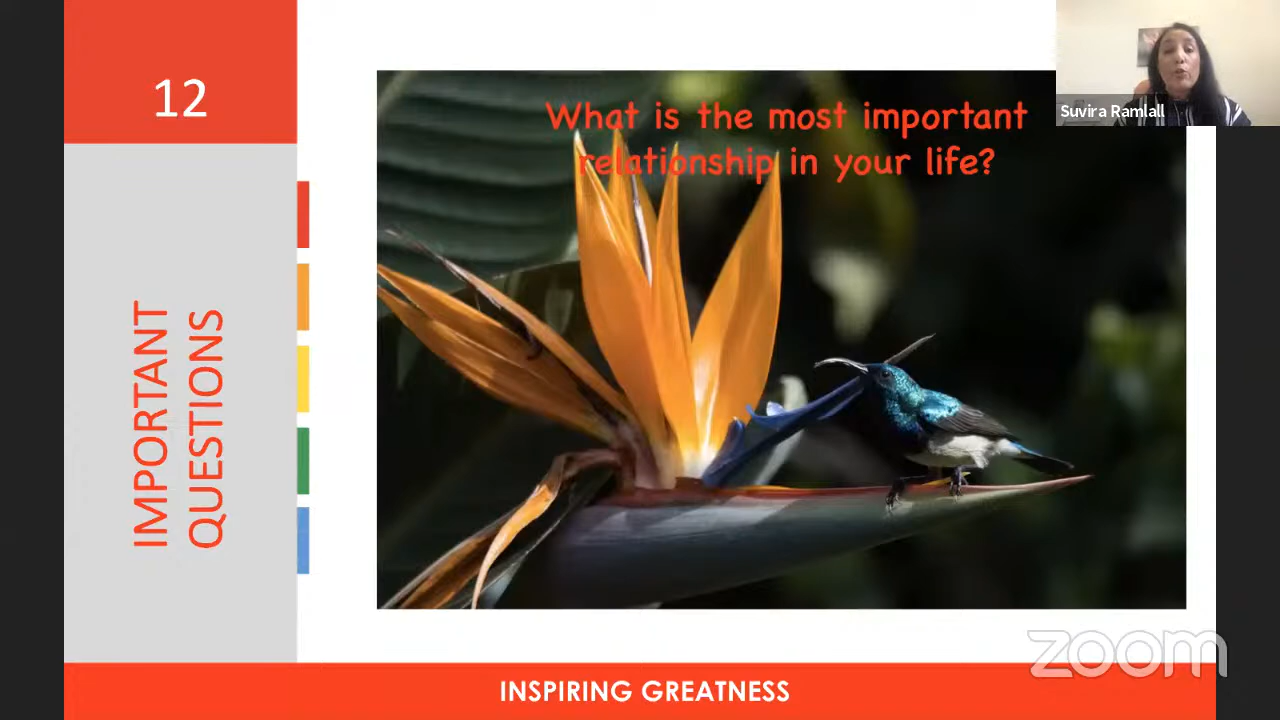 12
What is the most important
relationship in your life?
Suvira Ramlall
IMPORTANT
QUESTIONS
zoom
INSPIRING GREATNESS